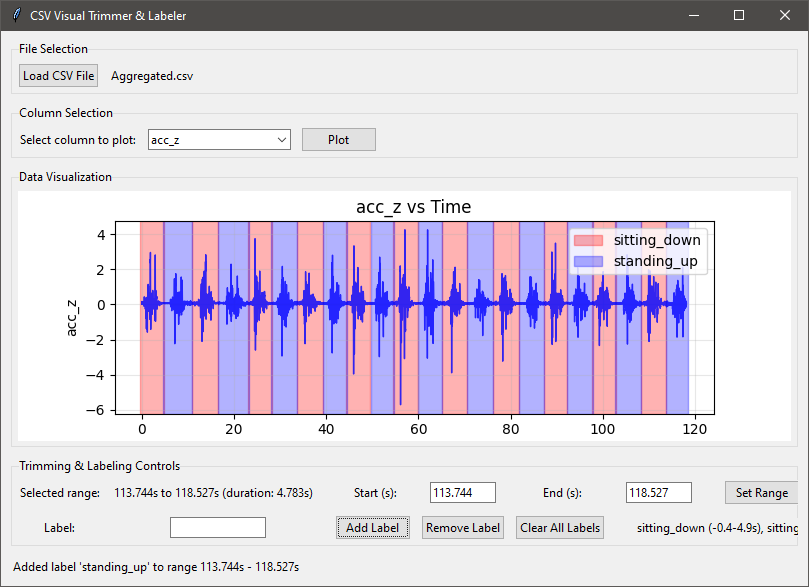 CSV Visual Trimmer & Labeler
File Selection
Load CSV File Aggregated.csv
Column Selection
Select column to plot: acc_z Plot
Data Visualization
acc_z vs Time
sitting_down
standing_up
acc_z
4
2
0
−2
−4
−6
0 20 40 60 80 100 120
Trimming & Labeling Controls
Selected range: 113.744s to 118.527s (duration: 4.783s) Start (s): 113.744 End (s): 118.527 Set Range
Label: Add Label Remove Label Clear All Labels sitting_down (-0.4-4.9s), sitting
Added label 'standing_up' to range 113.744s - 118.527s